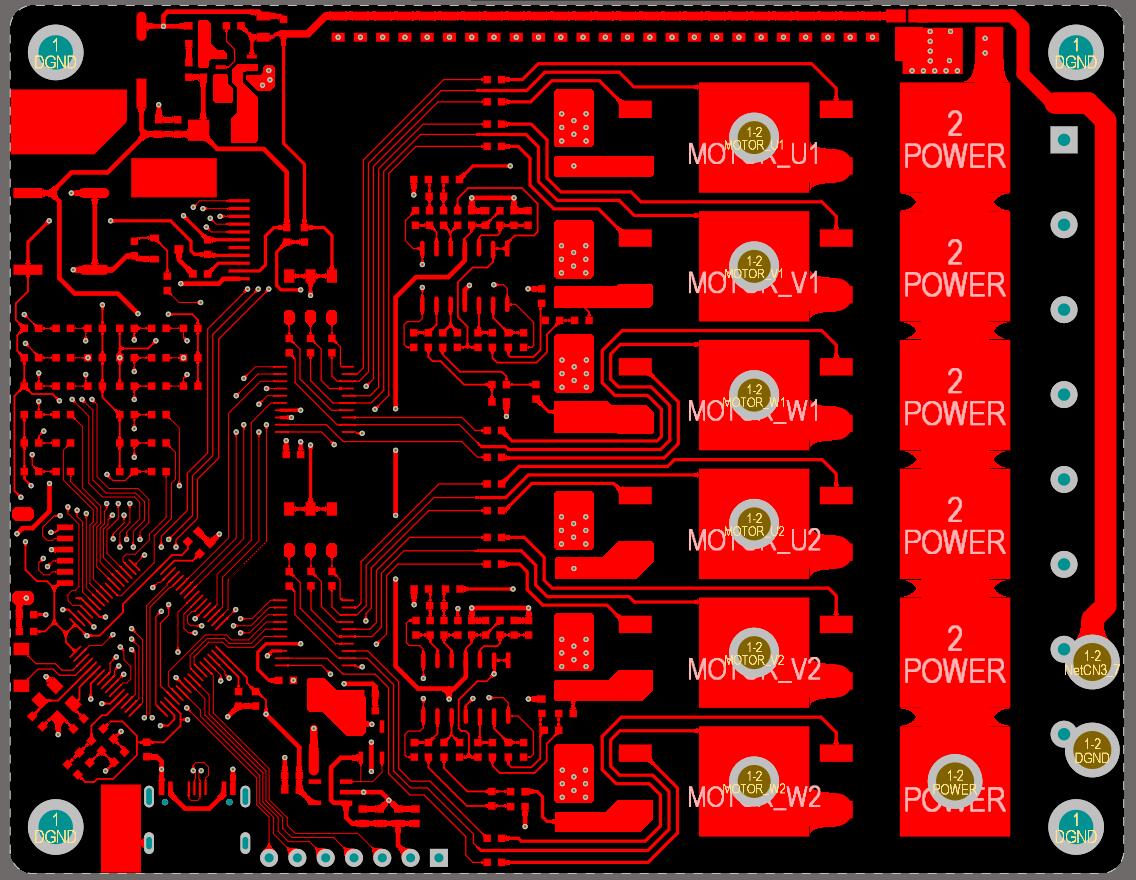 1
DGND
1
DGND
2
POWER
1-2
MOTOR_U1
MOTOR_U1
2
POWER
1-2
MOTOR_V1
MOTOR_V1
2
POWER
1-2
MOTOR_W1
MOTOR_W1
2
POWER
1-2
MOTOR_U2
MOTOR_U2
2
POWER
1-2
MOTOR_V2
MOTOR_V2
1-2
NetCN3_7
1-2
DGND
1-2
MOTOR_W2
MOTOR_W2
1-2
POWER
POWER
1
DGND
1
DGND